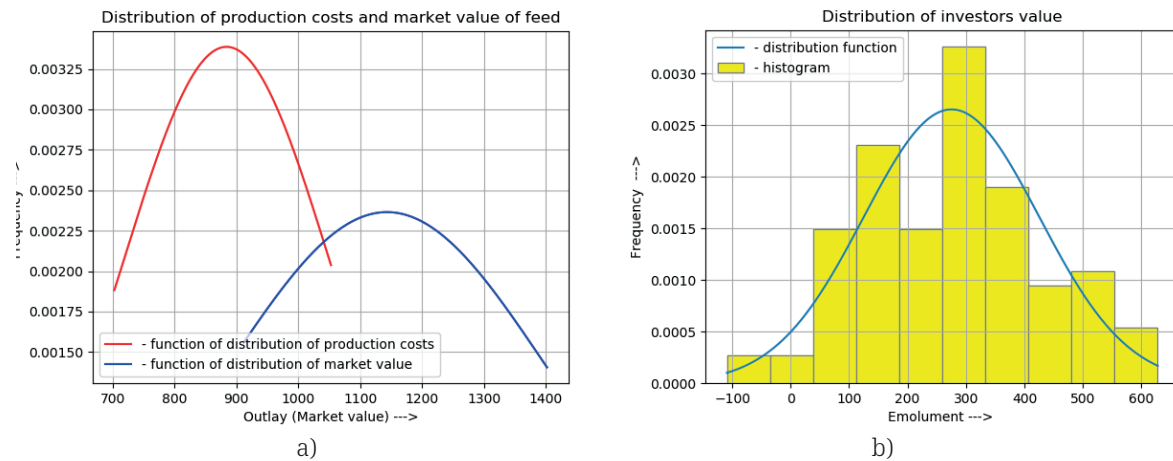 Distribution of production costs and market value of feed
0.00325
0.00300
0.00275
0.00250
0.00225
0.00200
0.00175
0.00150
- function of distribution of production costs
- function of distribution of market value
700 800 900 1000 1100 1200 1300 1400
Outlay (Market value) --->
a)
Distribution of investors value
- distribution function
- histogram
Frequency --->
0.0030
0.0025
0.0020
0.0015
0.0010
0.0005
0.0000
−100 0 100 200 300 400 500 600
Emolument --->
b)